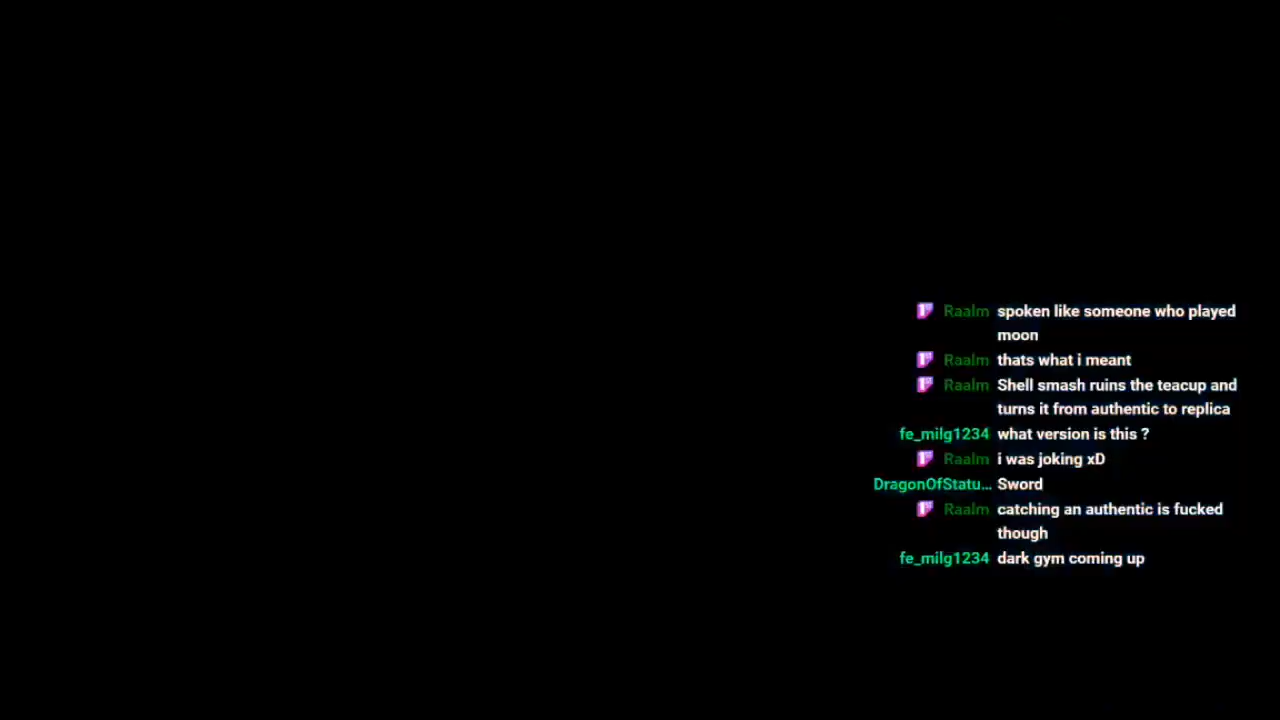 Raalm spoken like someone who played
moon
Raalm thats what i meant
Raalm Shell smash ruins the teacup and
turns it from authentic to replica
fe_milg1234 what version is this ?
Raalm i was joking xD
DragonOfStatu... Sword
Raalm catching an authentic is fucked
though
fe_milg1234 dark gym coming up